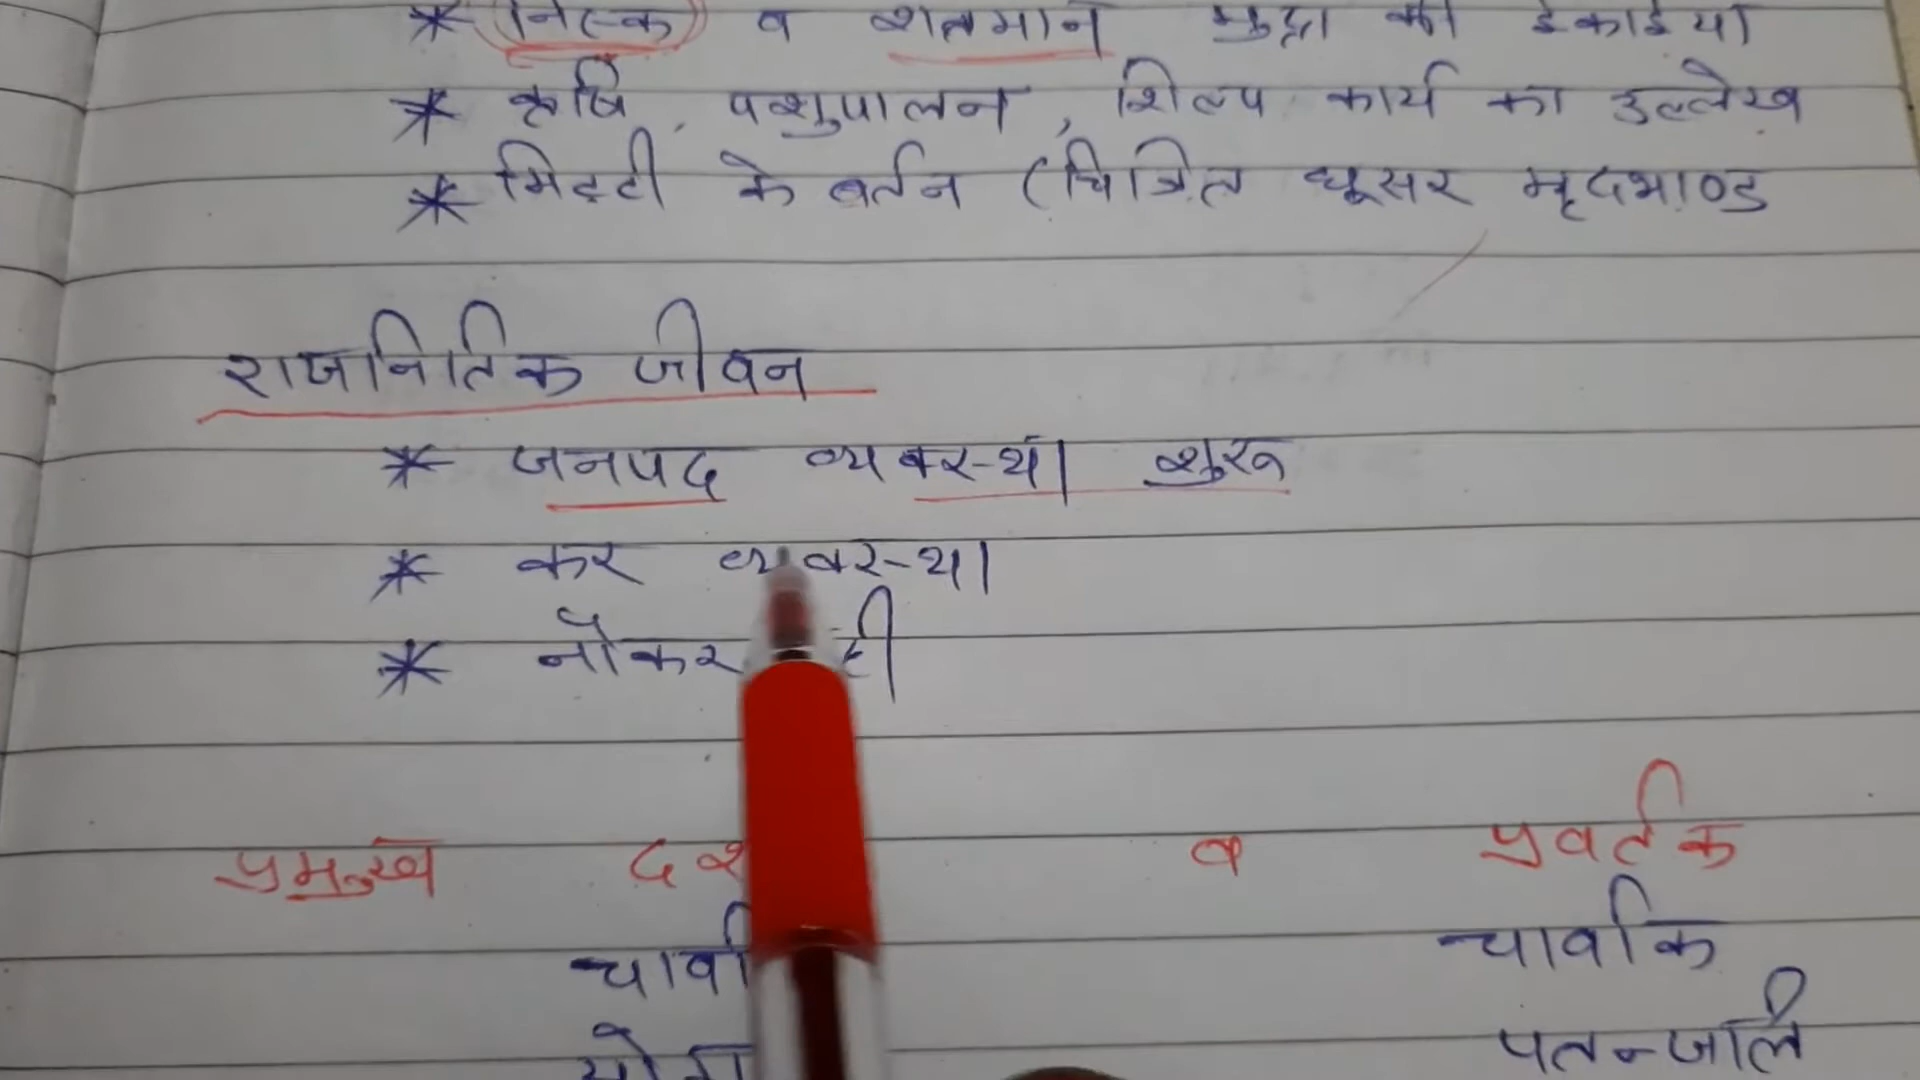 * निस्क व शतमान मुद्रा की इकाईयां
* कृषि, पशुपालन, शिल्प कार्य का उल्लेख
* मिट्टी के बर्तन (चित्रित धूसर मृदभाण्ड
राजनितिक जीवन
* जनपद व्यवस्था शुरू
* कर व्यवस्था
*
प्रमुख व प्रवर्तक
चार्वाक
पतन्जलि